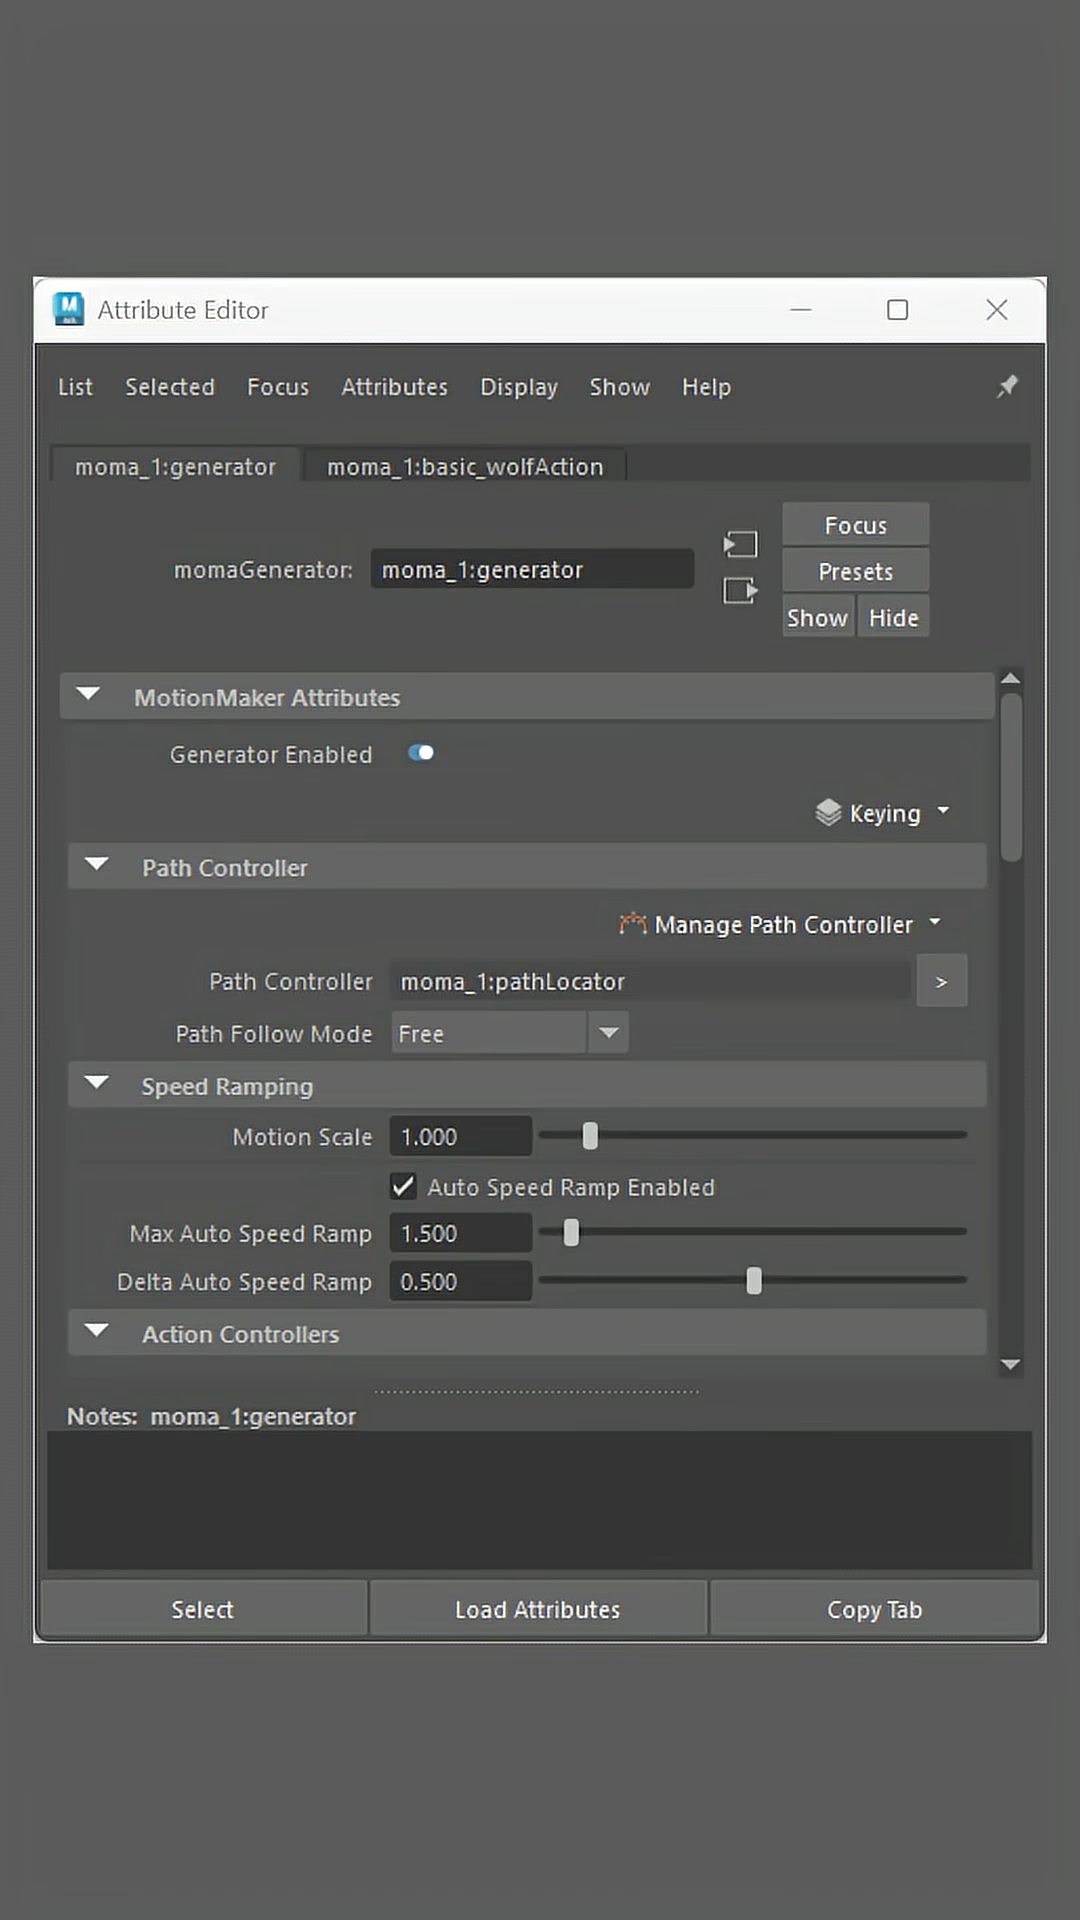 Attribute Editor
List Selected Focus Attributes Display Show Help
moma_1:generator moma_1:basic_wolfAction
momaGenerator: moma_1:generator
Focus
Presets
Show Hide
MotionMaker Attributes
Generator Enabled
Keying
Path Controller
Manage Path Controller
Path Controller moma_1:pathLocator >
Path Follow Mode Free
Speed Ramping
Motion Scale 1.000
Auto Speed Ramp Enabled
Max Auto Speed Ramp 1.500
Delta Auto Speed Ramp 0.500
Action Controllers
Notes: moma_1:generator
Select Load Attributes Copy Tab